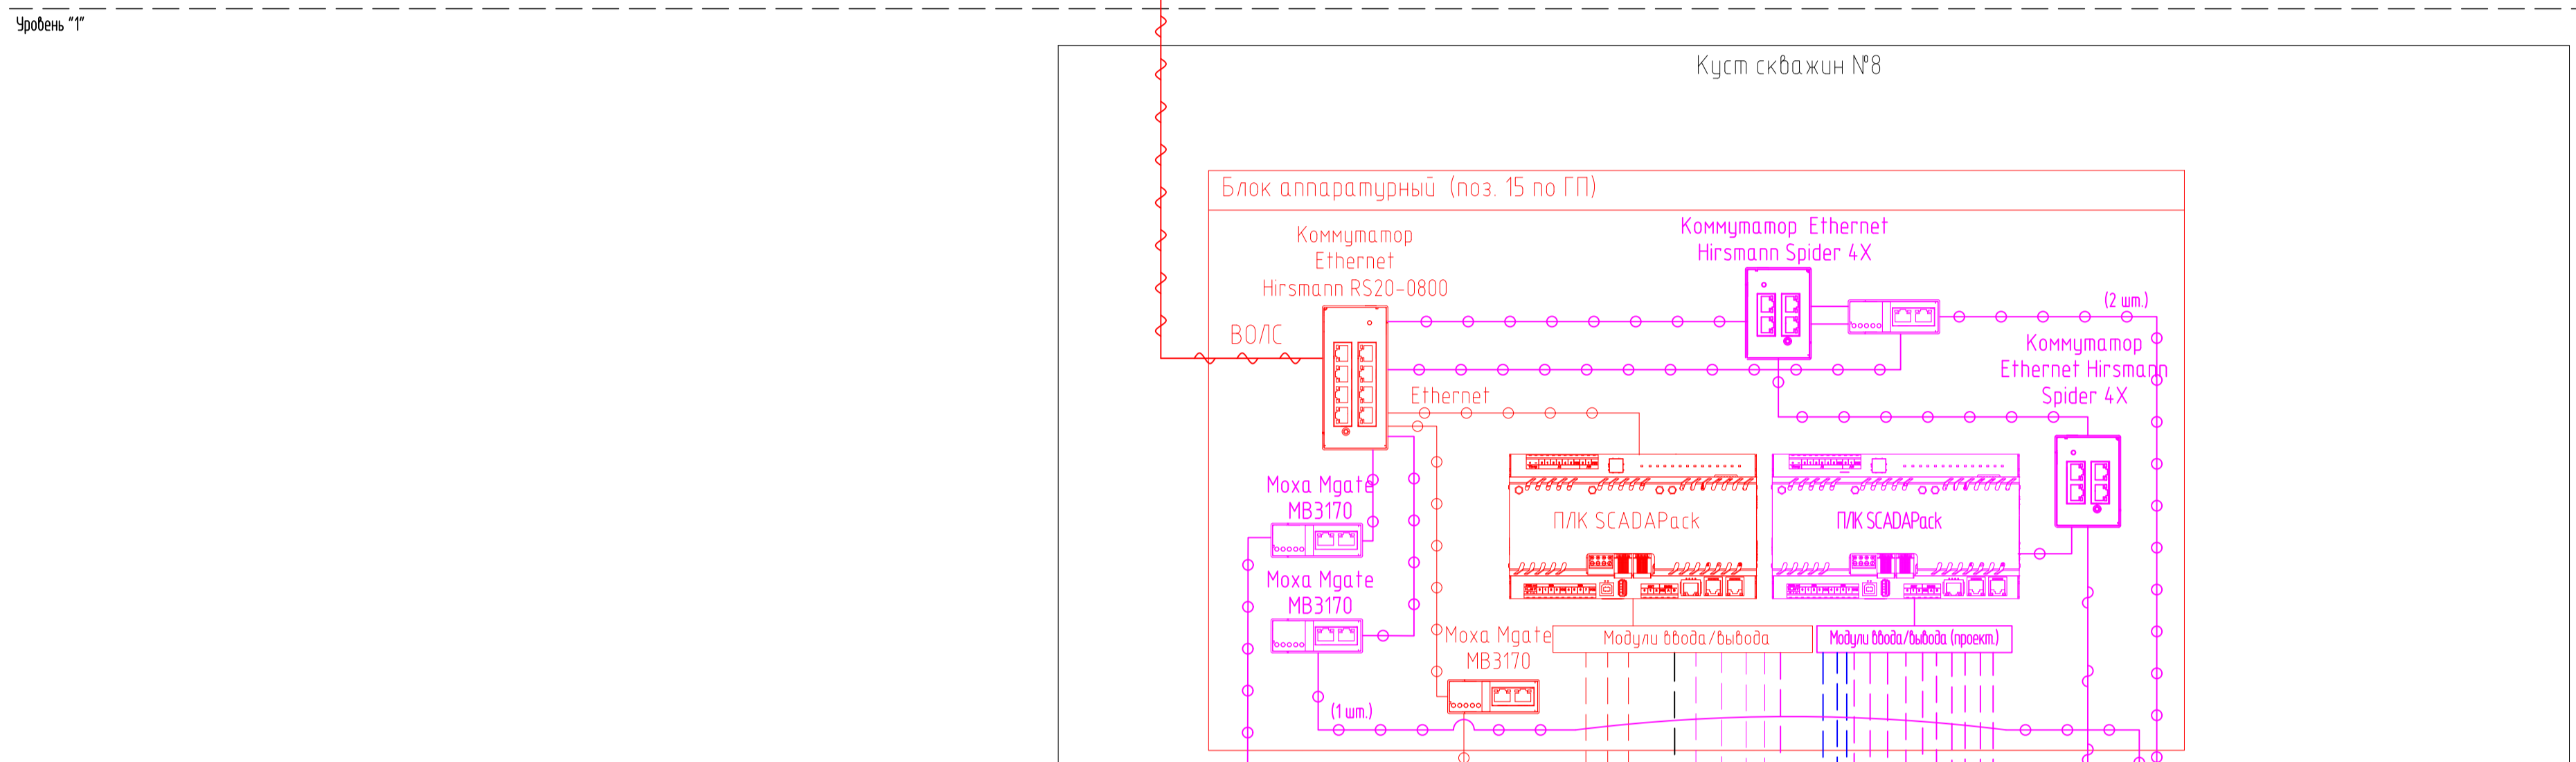 Уровень "1"
Куст скважин №8
Блок аппаратурный (поз. 15 по ГП)
Коммутатор Ethernet
Hirsmann Spider 4X
Коммутатор
Ethernet
Hirsmann RS20-0800
(2 шт.)
ВОЛС
Коммутатор
Ethernet Hirsmann
Spider 4X
Ethernet
Moxa Mgate
MB3170
ПЛК SCADAPack
ПЛК SCADAPack
Moxa Mgate
MB3170
Moxa Mgate
MB3170
Модули ввода/вывода
Модули ввода/вывода (проект.)
(1 шт.)